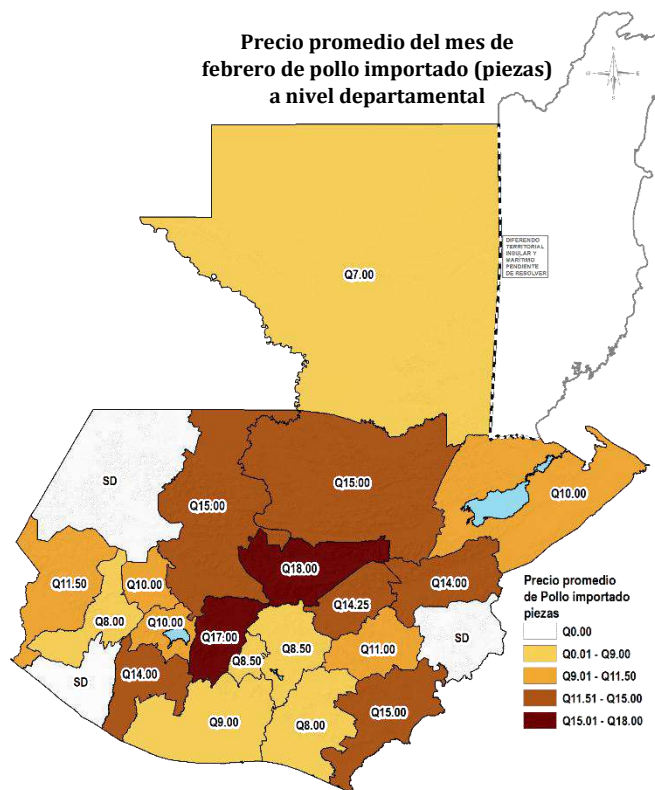 Precio promedio del mes de
febrero de pollo importado (piezas)
a nivel departamental
N
O
E
S
DIFERENDO
TERRITORIAL
INSULAR Y
MARÍTIMO
PENDIENTE
DE RESOLVER
Q7.00
SD
Q15:00
Q15:00
Q10.00
Q18.00
Q14.00
Q11.50
Q10.00
Q14.25
Q8.00
Q10.00
Q17:00
Q8.50
Q8.50
Q11.00
SD
SD
Q14.00
Q9.00
Q8.00
Q15.00
Precio promedio
de Pollo importado
piezas
Q0.00
Q0.01 - Q9.00
Q9.01 - Q11.50
Q11.51 - Q15.00
Q15.01 - Q18.00